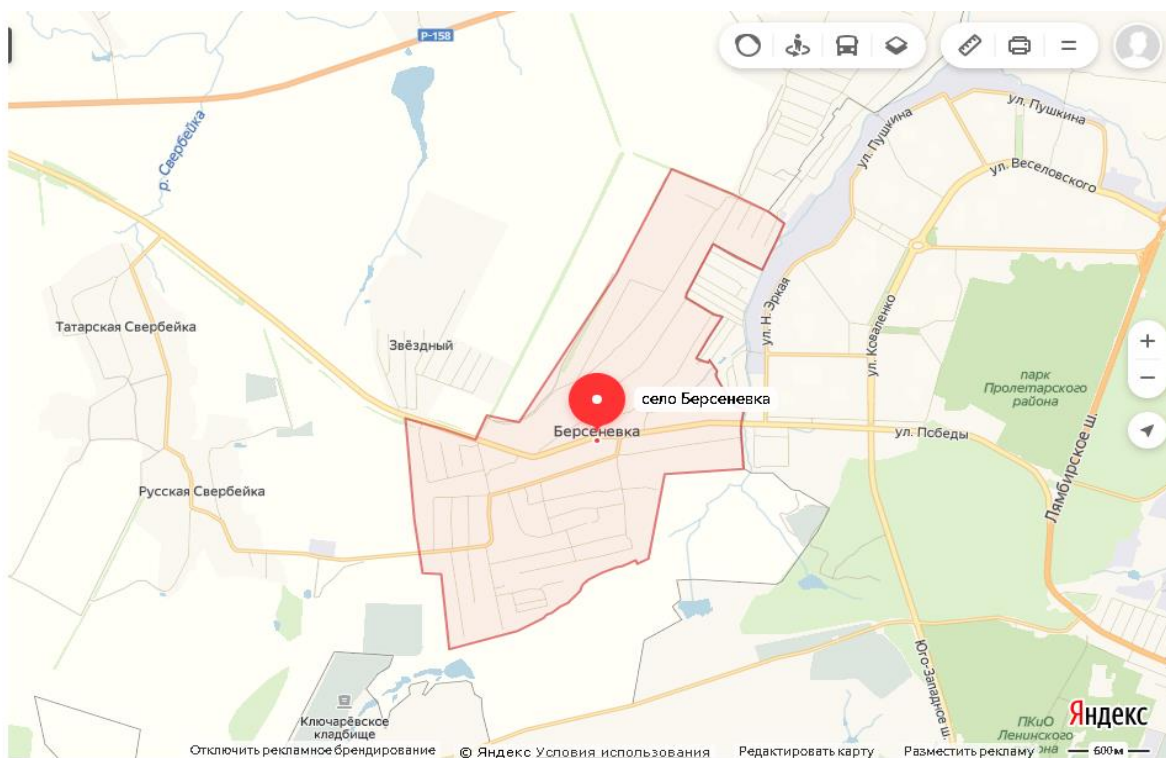 Р-158
ул. Пушкина
ул. Пушкина
ул. Веселовского
р. Свербейка
Татарская Свербейка
Звёздный
ул. Н. Эркая
ул. Коваленко
парк
Пролетарского
района
село Берсеневка
Берсеневка
ул. Победы
Лямбирское ш.
Русская Свербейка
Юго-Западное ш.
Ключарёвское
кладбище
ПКиО
Ленинского
она
Яндекс
Отключить рекламное брендирование
© Яндекс Условия использования
Редактировать карту
Разместить рекламу
600 м